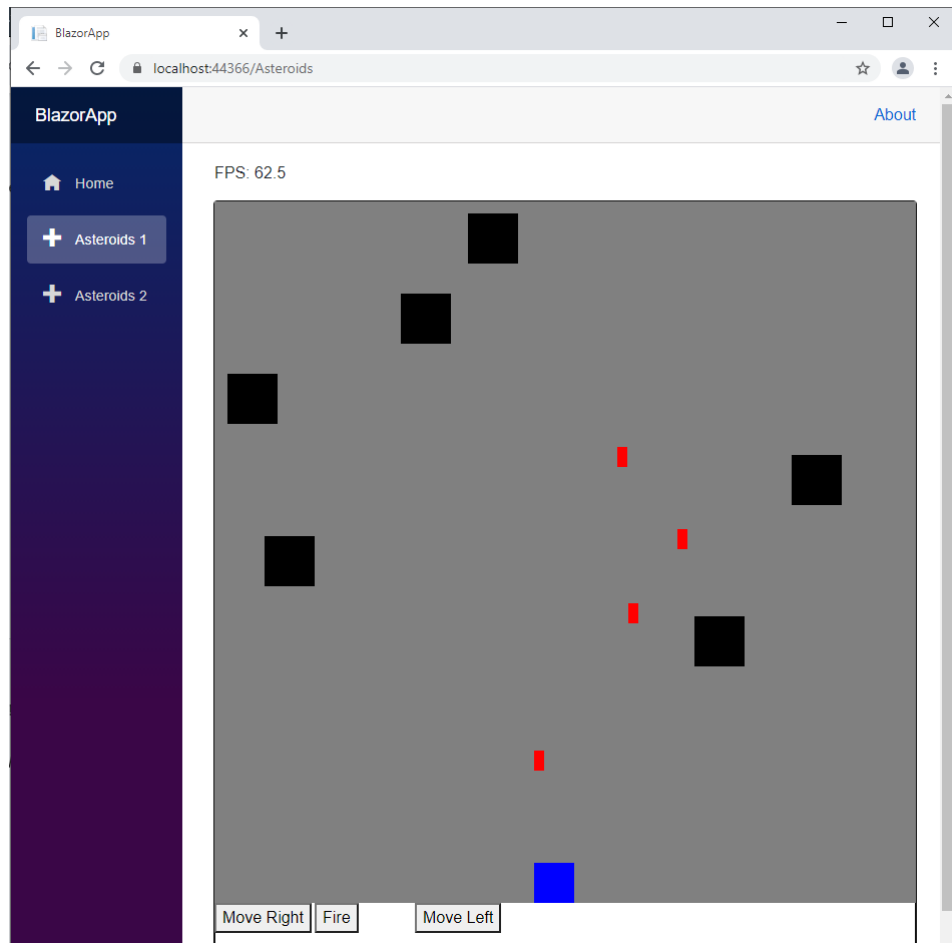 BlazorApp
localhost:44366/Asteroids
BlazorApp
About
Home
Asteroids 1
Asteroids 2
FPS: 62.5
Move Right Fire Move Left